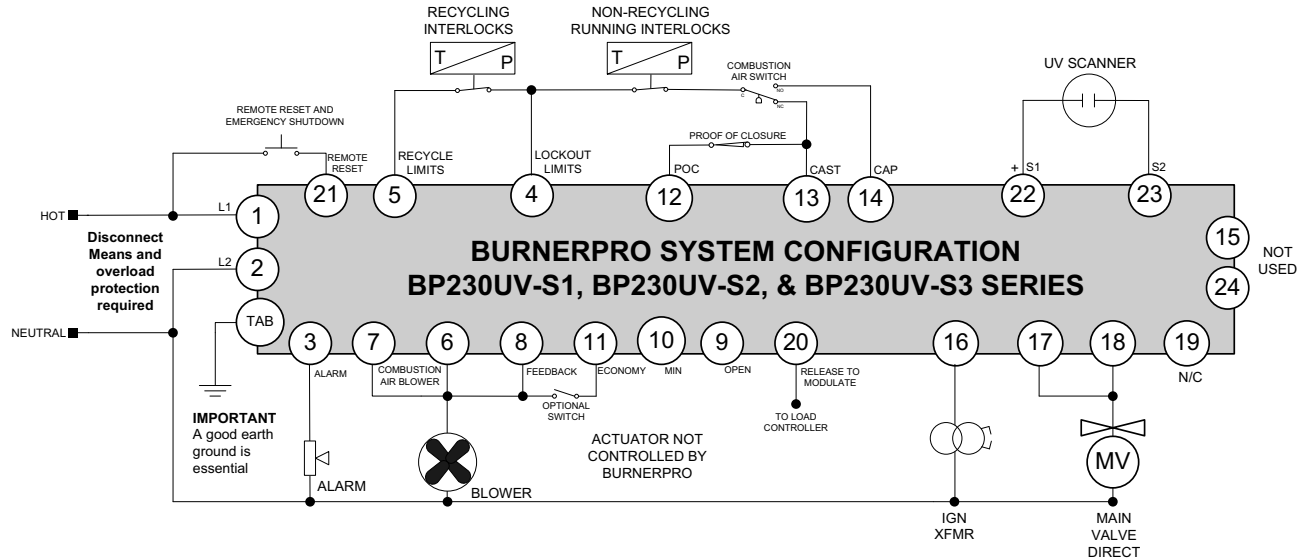 RECYCLING
INTERLOCKS
NON-RECYCLING
RUNNING INTERLOCKS
T
P
T
P
COMBUSTION
AIR SWITCH
NO
C
NC
UV SCANNER
REMOTE RESET AND
EMERGENCY SHUTDOWN
PROOF OF CLOSURE
REMOTE
RESET
RECYCLE
LIMITS
LOCKOUT
LIMITS
POC
CAST
CAP
+ S1
S2
21
5
4
12
13
14
22
23
HOT
L1
1
Disconnect
Means and
overload
protection
required
L2
2
NEUTRAL
TAB
BURNERPRO SYSTEM CONFIGURATION
BP230UV-S1, BP230UV-S2, & BP230UV-S3 SERIES
15
24
NOT
USED
3
7
6
8
11
10
9
20
16
17
18
19
ALARM
COMBUSTION
AIR BLOWER
FEEDBACK
ECONOMY
MIN
OPEN
RELEASE TO
MODULATE
N/C
OPTIONAL
SWITCH
TO LOAD
CONTROLLER
IMPORTANT
A good earth
ground is
essential
ACTUATOR NOT
CONTROLLED BY
BURNERPRO
MV
ALARM
BLOWER
IGN
XFMR
MAIN
VALVE
DIRECT